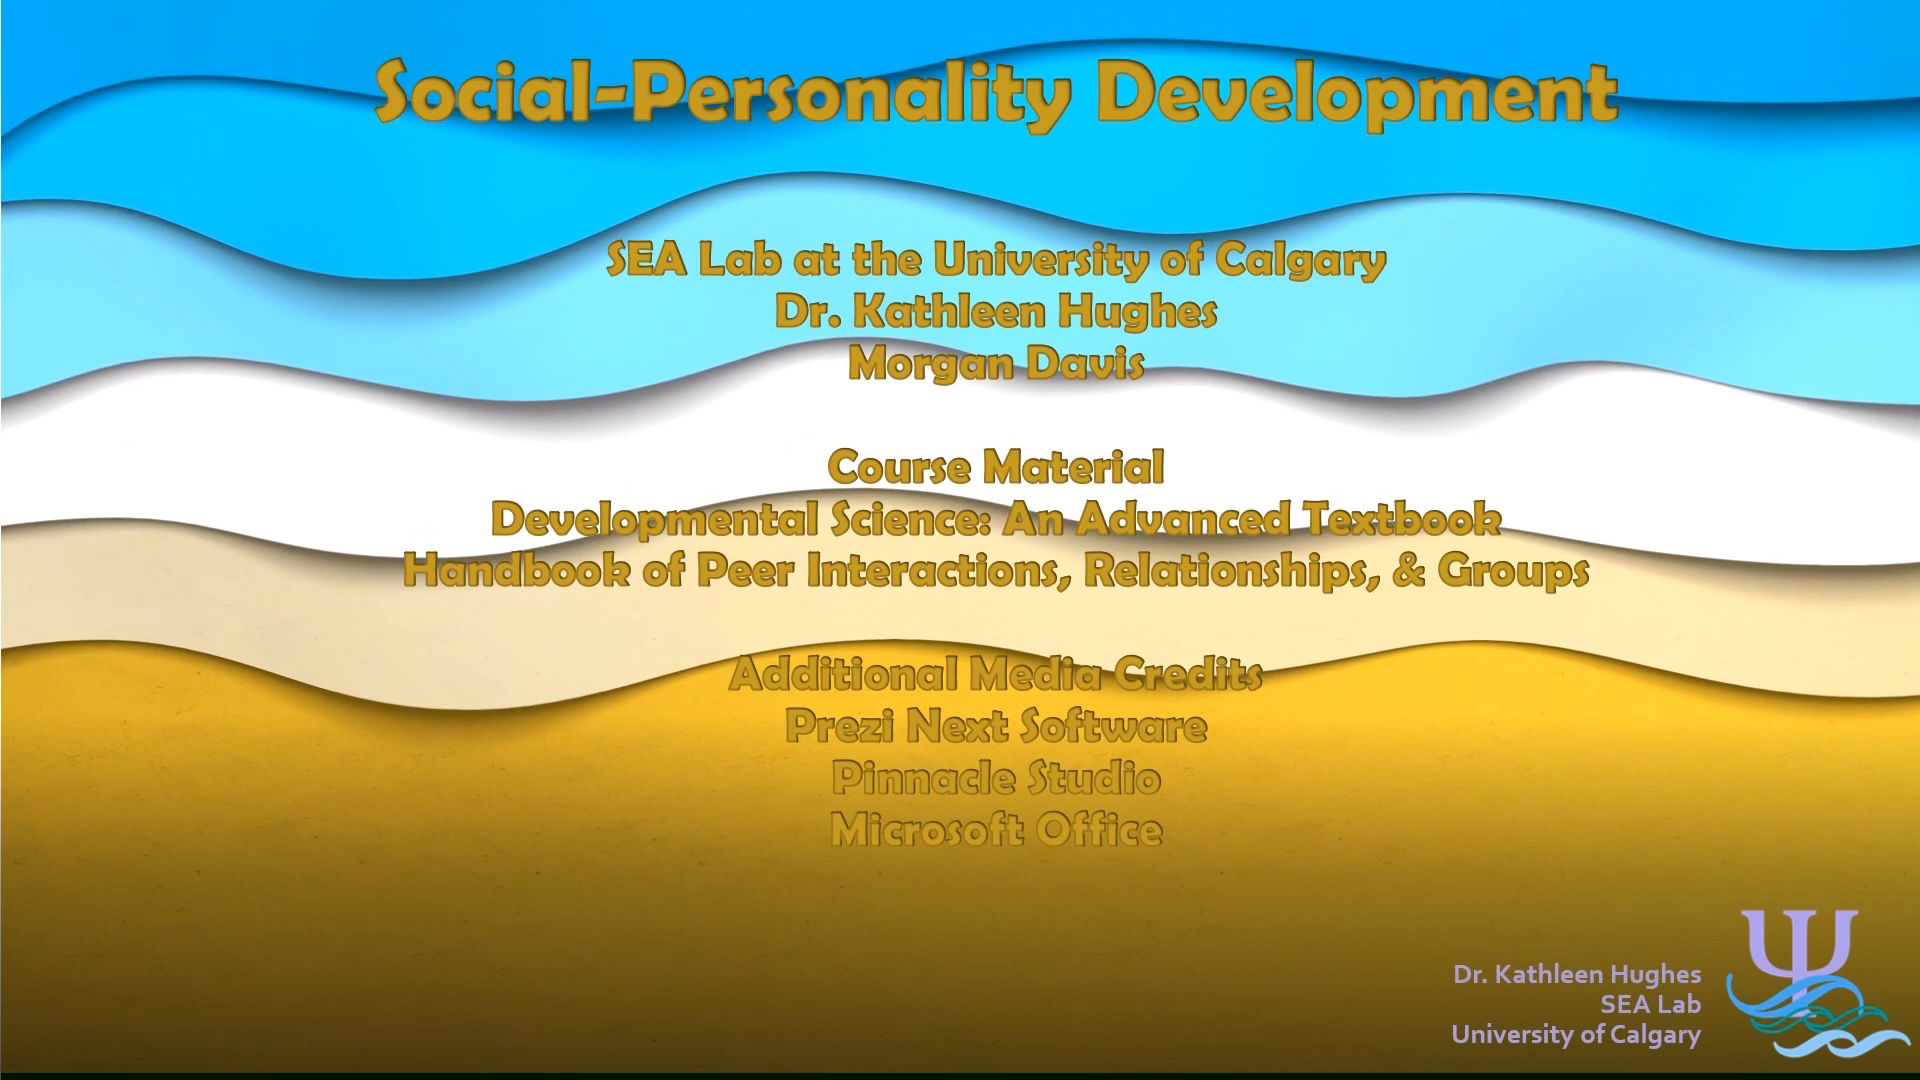 Social-Personality Development
SEA Lab at the University of Calgary
Dr. Kathleen Hughes
Morgan Davis
Course Material
Developmental Science: An Advanced Textbook
Handbook of Peer Interactions, Relationships, & Groups
Additional Media Credits
Prezi Next Software
Pinnacle Studio
Microsoft Office
Dr. Kathleen Hughes
SEA Lab
University of Calgary
Ψ